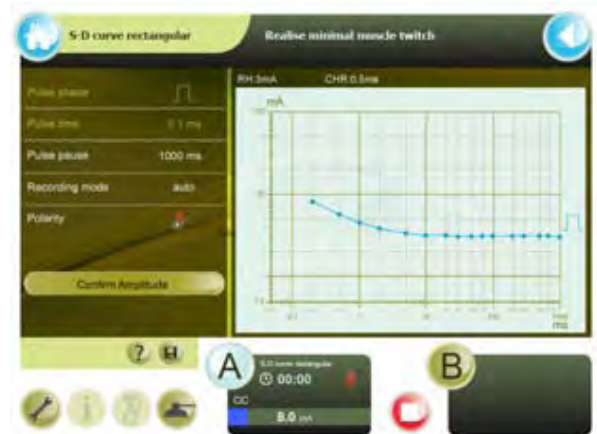 S-D curve rectangular
Realise minimal muscle twitch
Pulse shape
Pulse time 0.1 ms
Pulse pause 1000 ms
Recording mode auto
Polarity
Confirm Amplitude
RH:3mA CHR:0.5ms
mA
ms
?
A
S-D curve rectangular
00:00
CC
8.0 mA
B